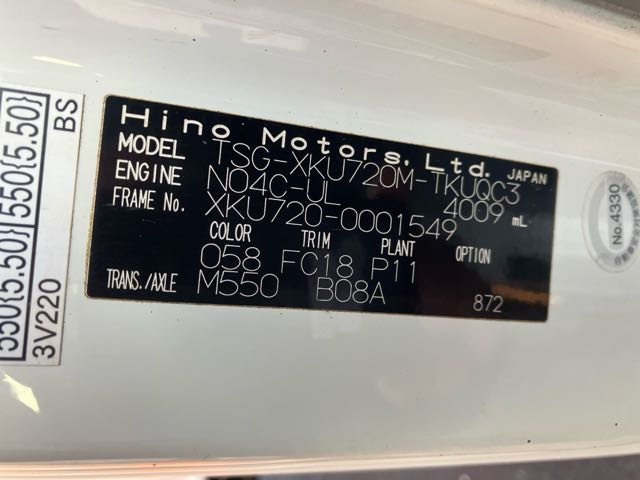 Hino Motors, Ltd. JAPAN
MODEL TSG-XKU720M-TKUQC3
ENGINE N04C-UL 4009 mL
FRAME No. XKU720-0001549
COLOR TRIM PLANT OPTION
058 FC18 P11
TRANS./AXLE M550 B08A 872
550{5.50} 550{5.50}
BS
3V220
No.4330